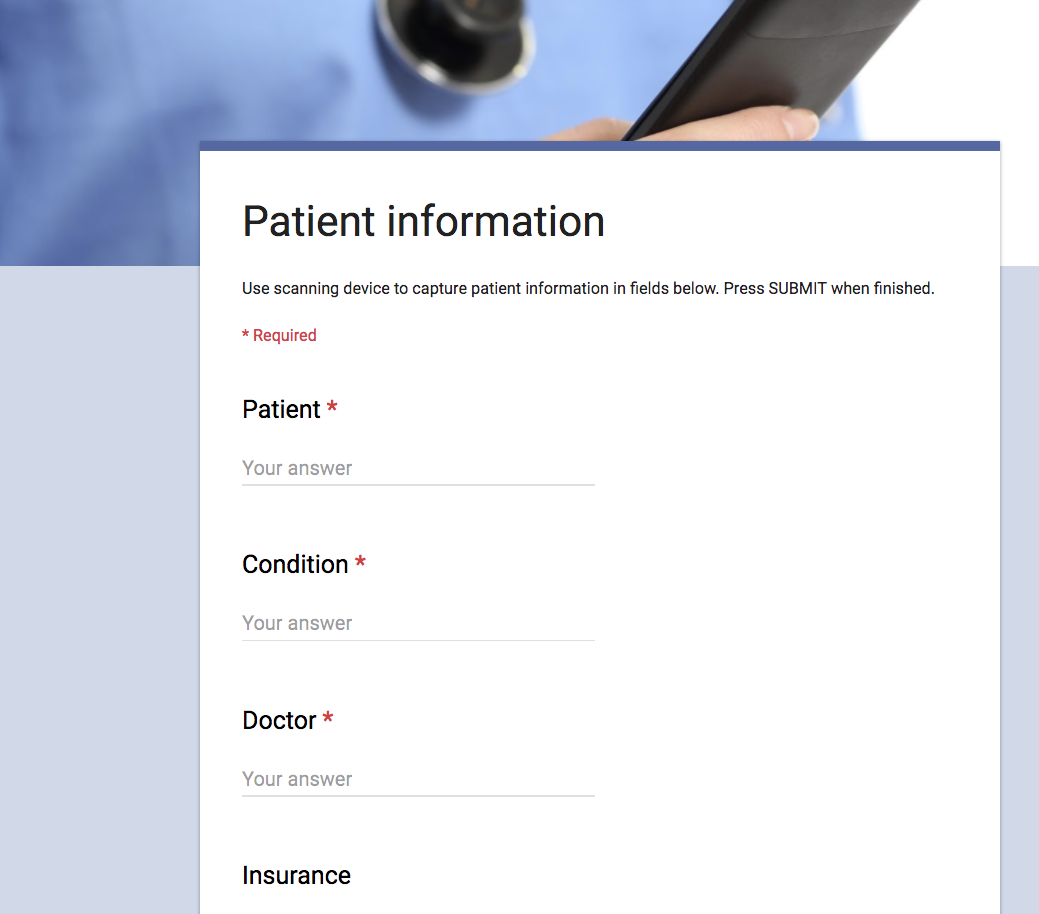 Patient information
Use scanning device to capture patient information in fields below. Press SUBMIT when finished.
* Required
Patient *
Your answer
Condition *
Your answer
Doctor *
Your answer
Insurance